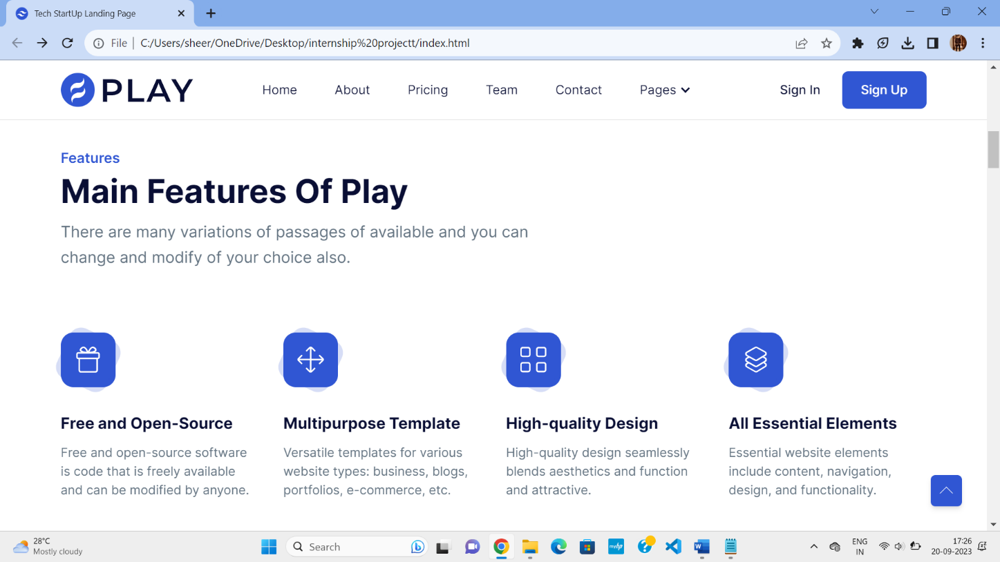 Tech StartUp Landing Page
File
C:/Users/sheer/OneDrive/Desktop/internship%20projectt/index.html
PLAY
Home
About
Pricing
Team
Contact
Pages
Sign In
Sign Up
Features
Main Features Of Play
There are many variations of passages of available and you can
change and modify of your choice also.
Free and Open-Source
Free and open-source software
is code that is freely available
and can be modified by anyone.
Multipurpose Template
Versatile templates for various
website types: business, blogs,
portfolios, e-commerce, etc.
High-quality Design
High-quality design seamlessly
blends aesthetics and function
and attractive.
All Essential Elements
Essential website elements
include content, navigation,
design, and functionality.
28°C
Mostly cloudy
Search
b
myhp
?
W
ENG
IN
17:26
20-09-2023